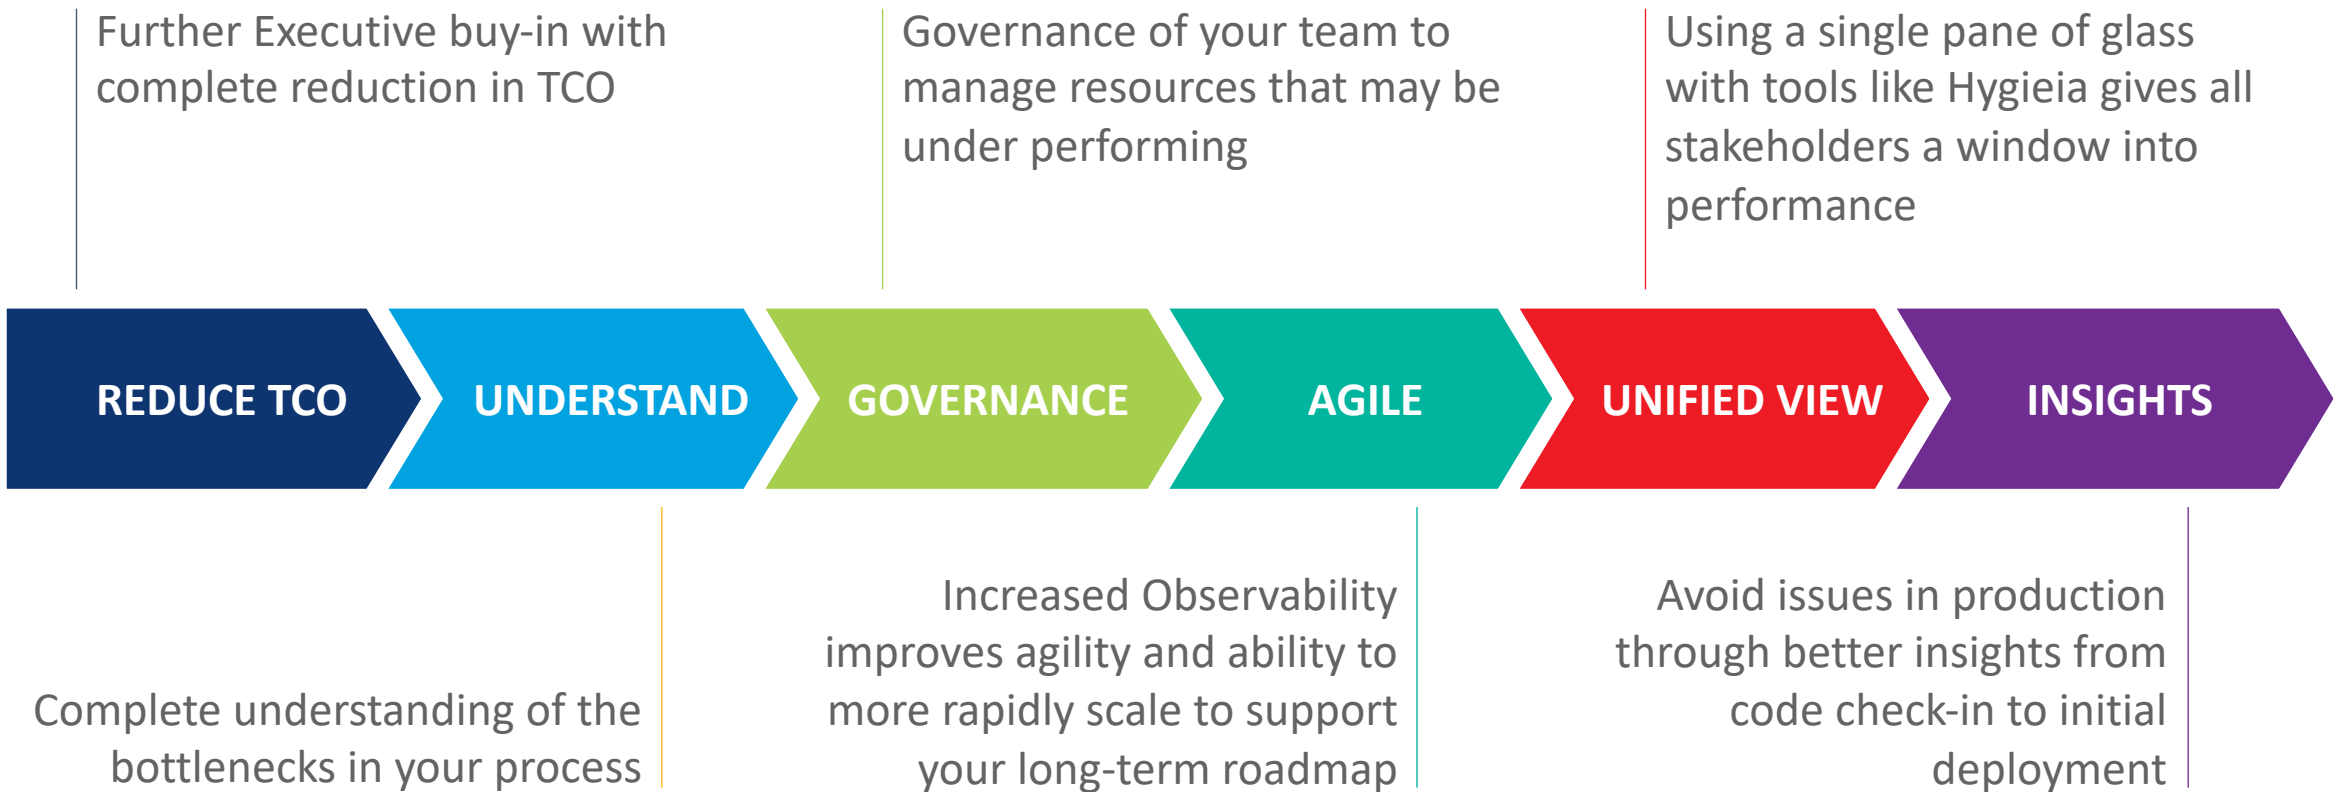 Further Executive buy-in with
complete reduction in TCO
Governance of your team to
manage resources that may be
under performing
Using a single pane of glass
with tools like Hygieia gives all
stakeholders a window into
performance
REDUCE TCO
UNDERSTAND
GOVERNANCE
AGILE
UNIFIED VIEW
INSIGHTS
Complete understanding of the
bottlenecks in your process
Increased Observability
improves agility and ability to
more rapidly scale to support
your long-term roadmap
Avoid issues in production
through better insights from
code check-in to initial
deployment